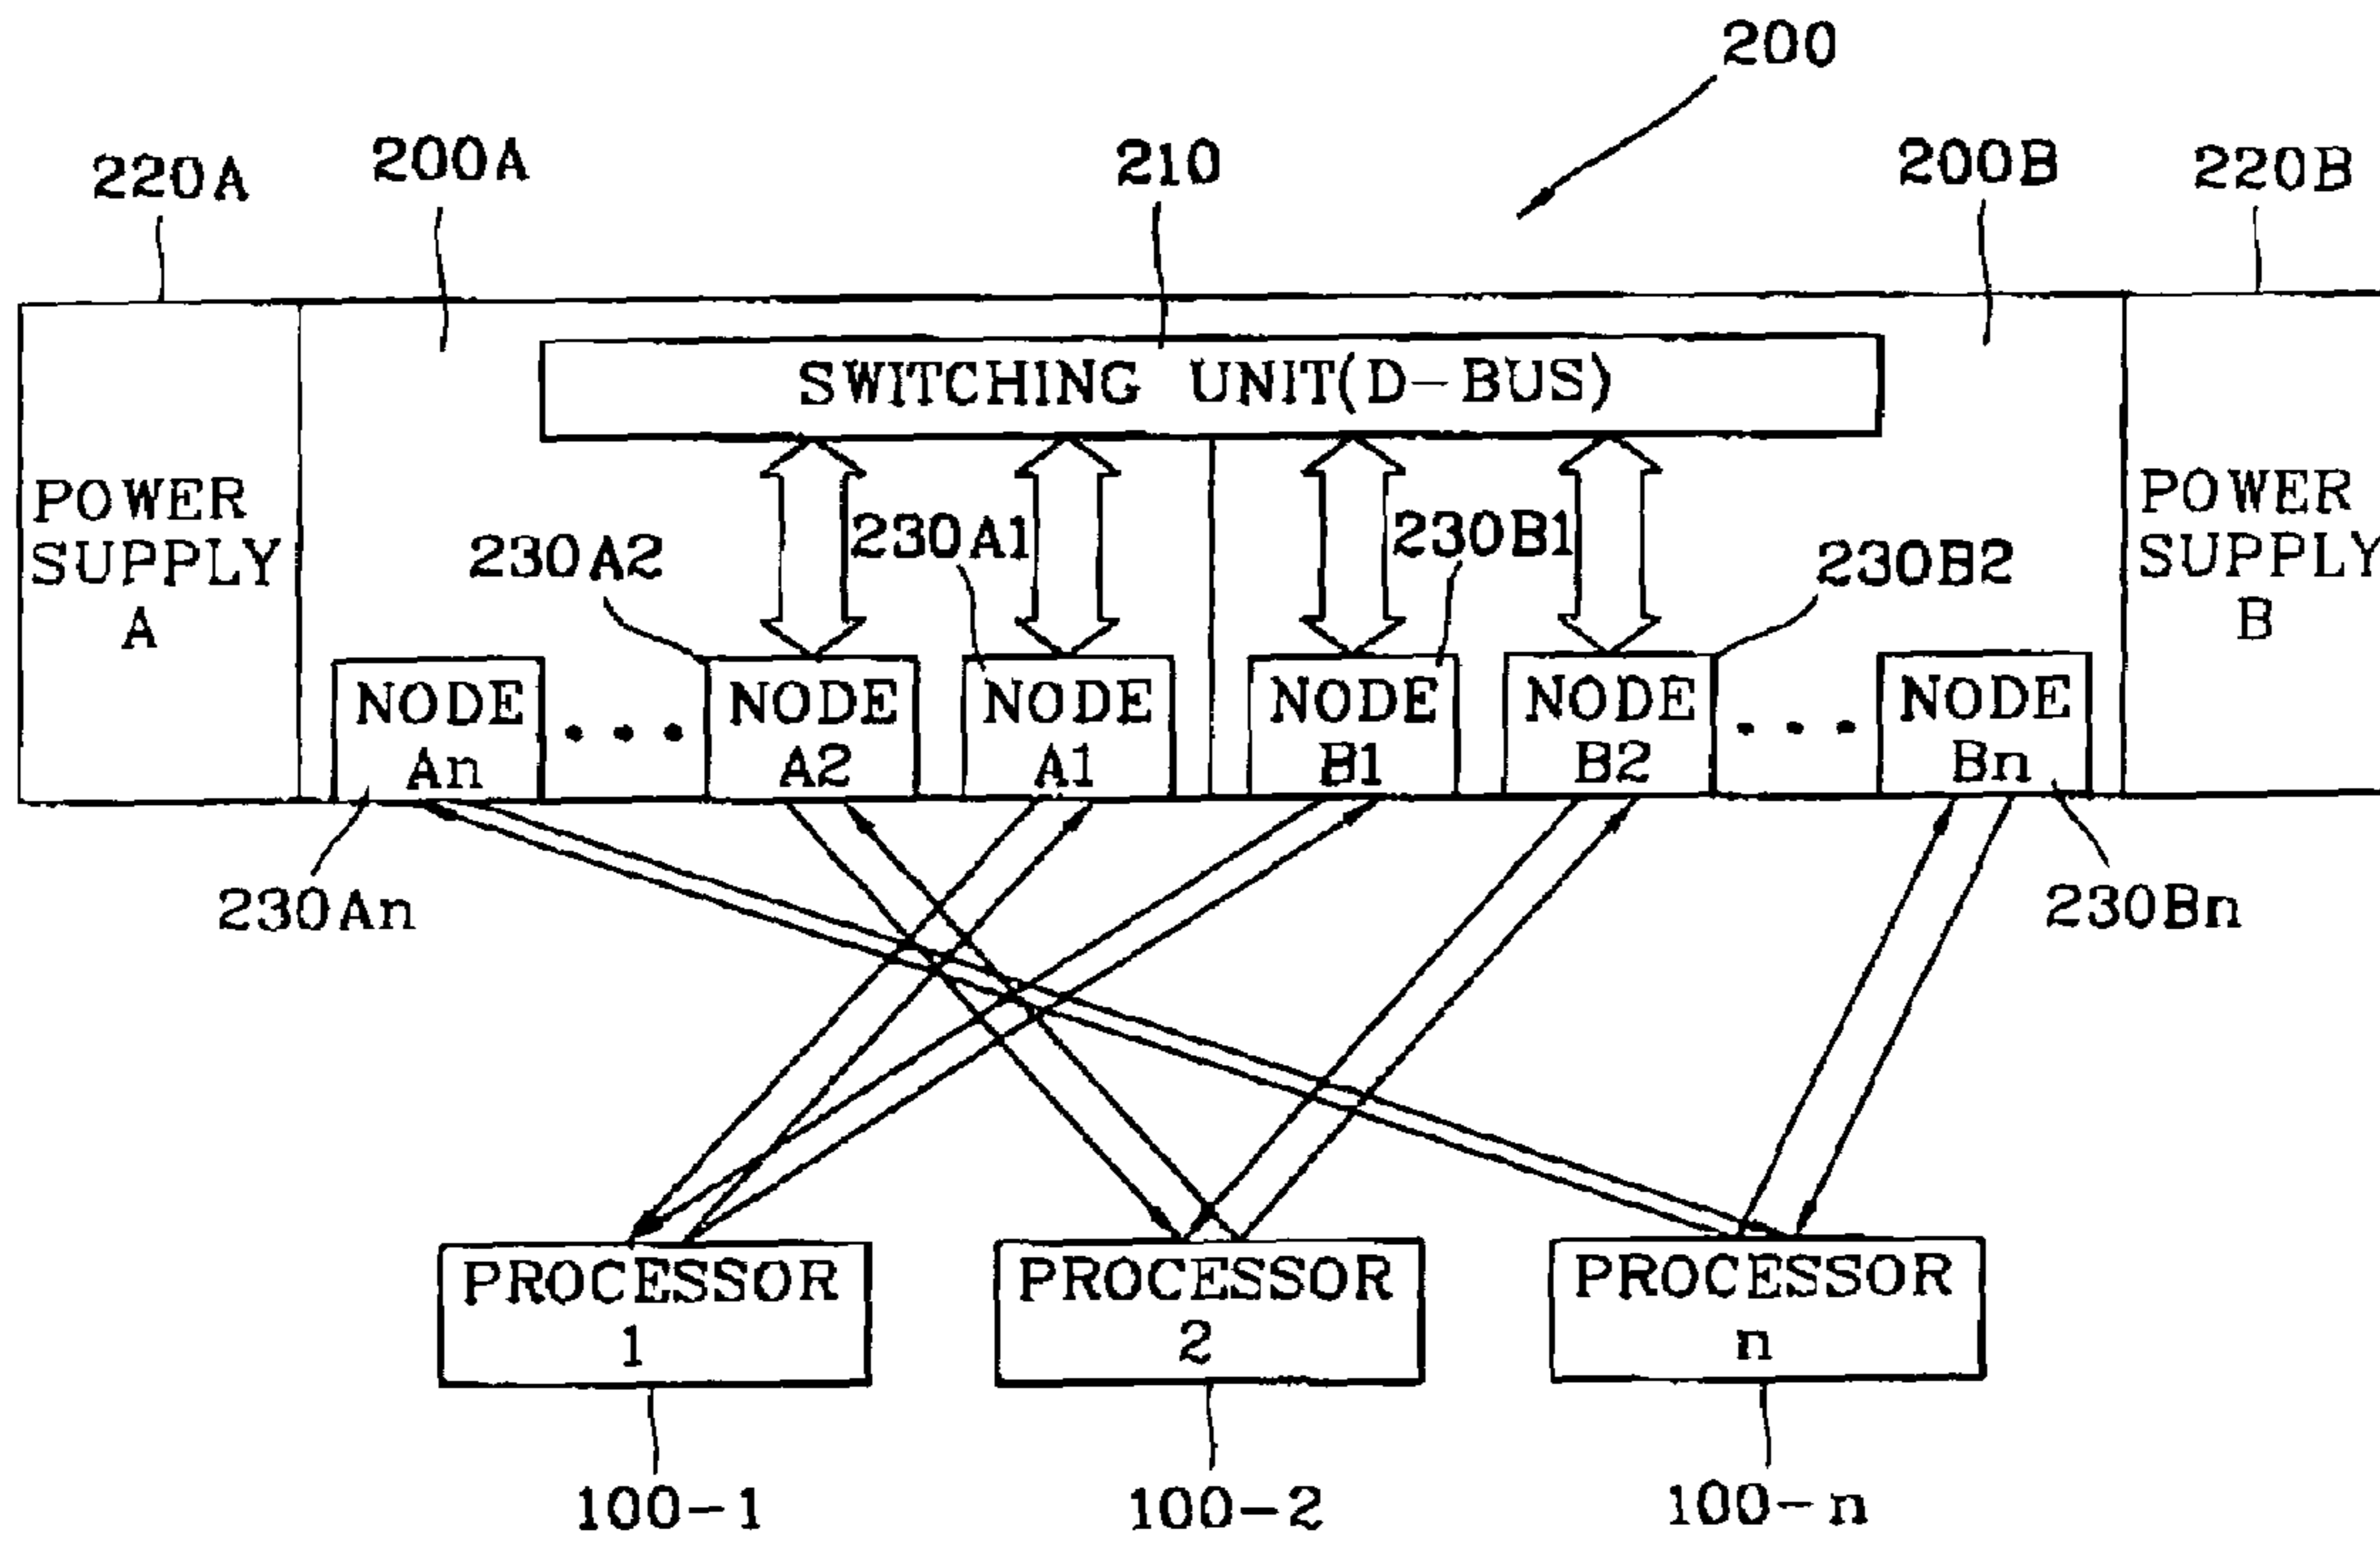 200
220A
200A
210
200B
220B
SWITCHING UNIT(D-BUS)
POWER
SUPPLY
A
230A2
230A1
230B1
230B2
POWER
SUPPLY
B
NODE
An
...
NODE
A2
NODE
A1
NODE
B1
NODE
B2
...
NODE
Bn
230An
230Bn
PROCESSOR
1
PROCESSOR
2
PROCESSOR
n
100-1
100-2
100-n